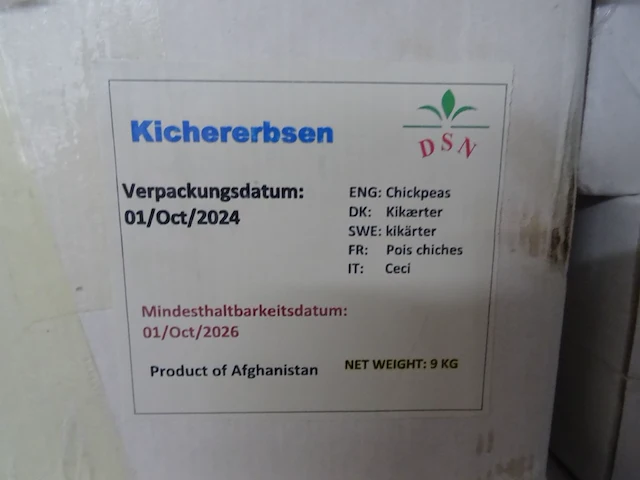 Kichererbsen
DSN
Verpackungsdatum:
01/Oct/2024
ENG: Chickpeas
DK: Kikærter
SWE: kikärter
FR: Pois chiches
IT: Ceci
Mindesthaltbarkeitsdatum:
01/Oct/2026
Product of Afghanistan
NET WEIGHT: 9 KG